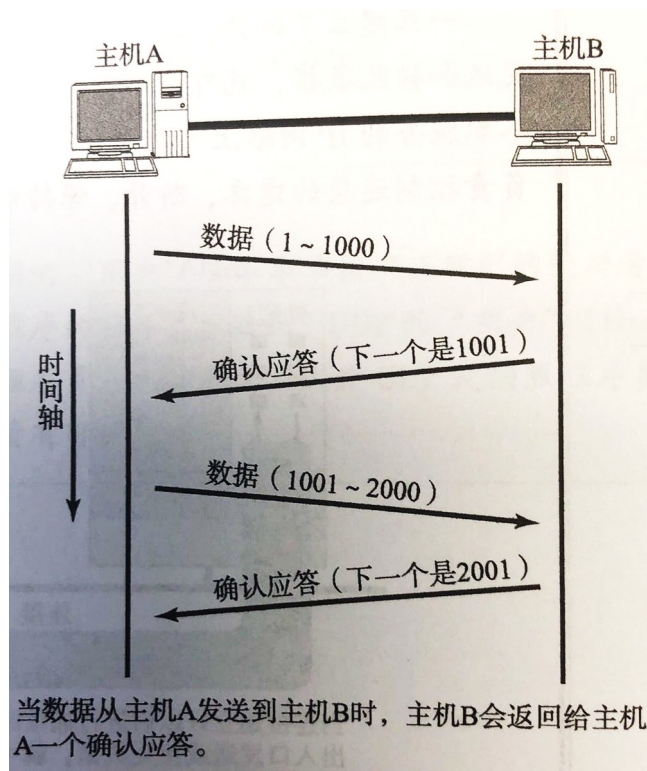 主机A
主机B
数据（1~1000）
确认应答（下一个是1001）
时间轴
数据（1001~2000）
确认应答（下一个是2001）
当数据从主机A发送到主机B时，主机B会返回给主机
A一个确认应答。